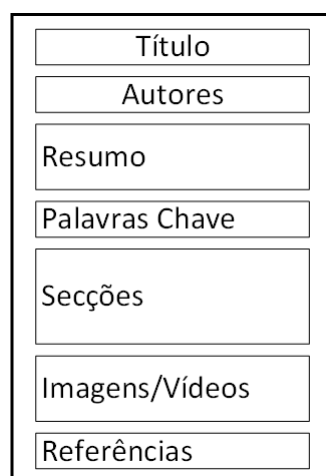 Título
Autores
Resumo
Palavras Chave
Secções
Imagens/Vídeos
Referências